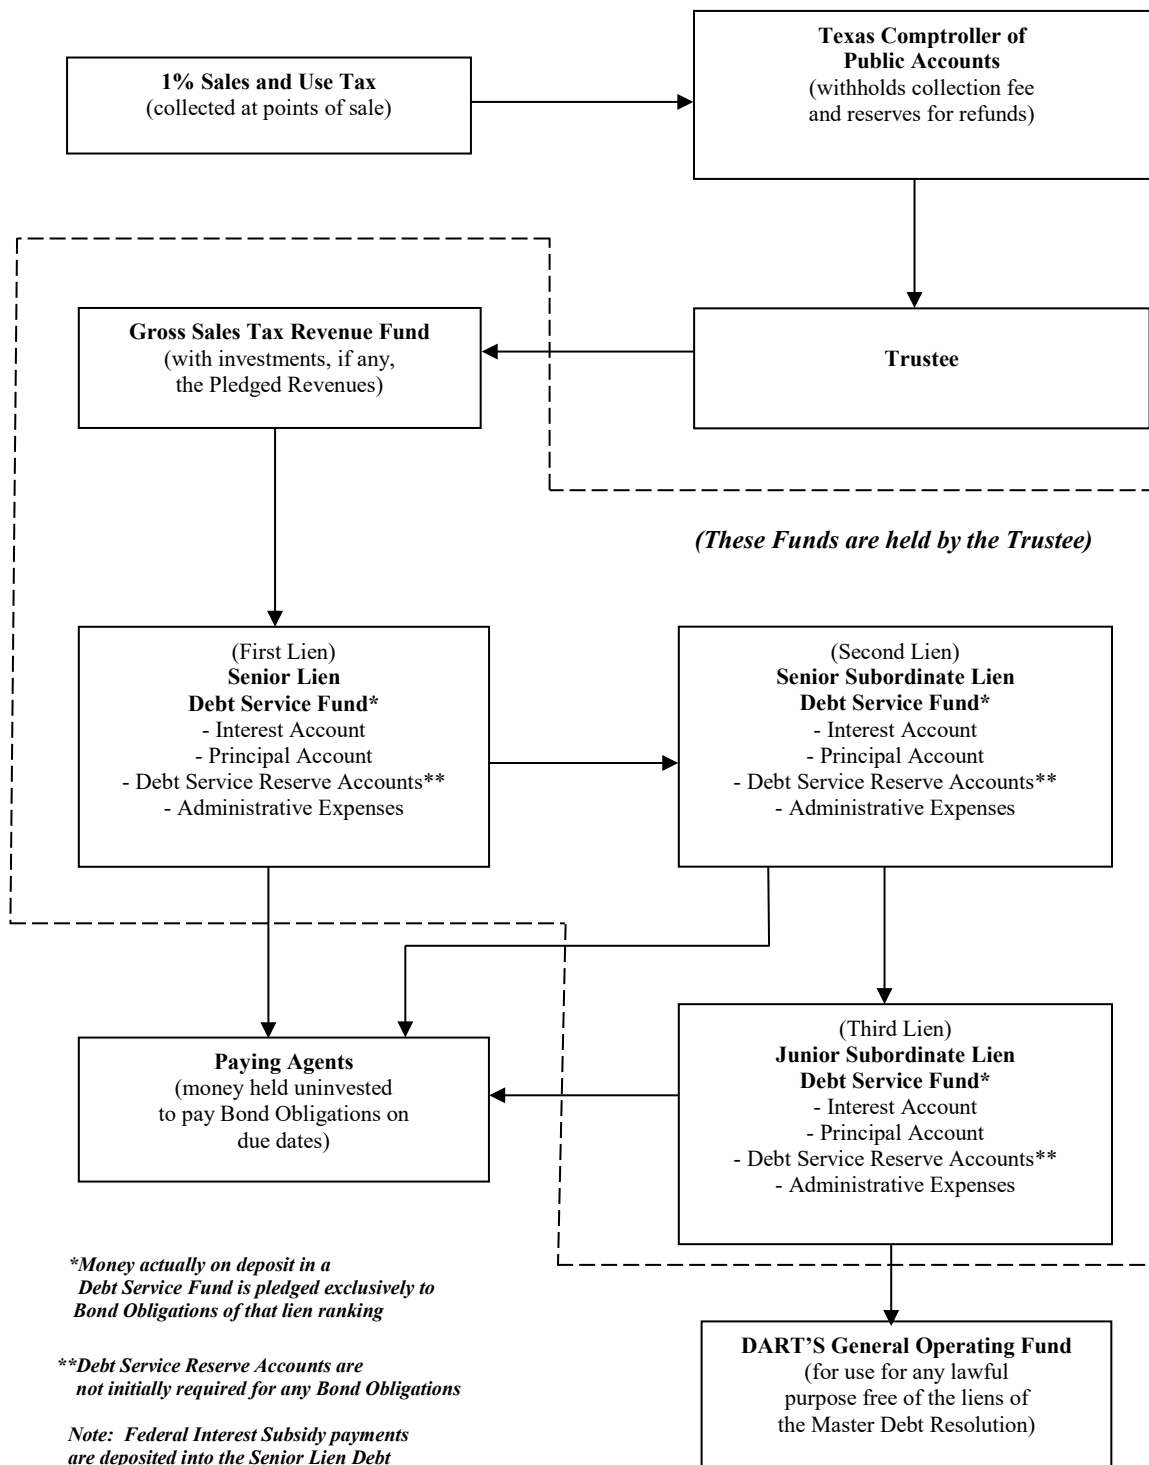 1% Sales and Use Tax
(collected at points of sale)
Texas Comptroller of
Public Accounts
(withholds collection fee
and reserves for refunds)
Gross Sales Tax Revenue Fund
(with investments, if any,
the Pledged Revenues)
Trustee
(These Funds are held by the Trustee)
(First Lien)
Senior Lien
Debt Service Fund*
- Interest Account
- Principal Account
- Debt Service Reserve Accounts**
- Administrative Expenses
(Second Lien)
Senior Subordinate Lien
Debt Service Fund*
- Interest Account
- Principal Account
- Debt Service Reserve Accounts**
- Administrative Expenses
Paying Agents
(money held uninvested
to pay Bond Obligations on
due dates)
(Third Lien)
Junior Subordinate Lien
Debt Service Fund*
- Interest Account
- Principal Account
- Debt Service Reserve Accounts**
- Administrative Expenses
*Money actually on deposit in a
Debt Service Fund is pledged exclusively to
Bond Obligations of that lien ranking
**Debt Service Reserve Accounts are
not initially required for any Bond Obligations
Note: Federal Interest Subsidy payments
are deposited into the Senior Lien Debt
DART'S General Operating Fund
(for use for any lawful
purpose free of the liens of
the Master Debt Resolution)